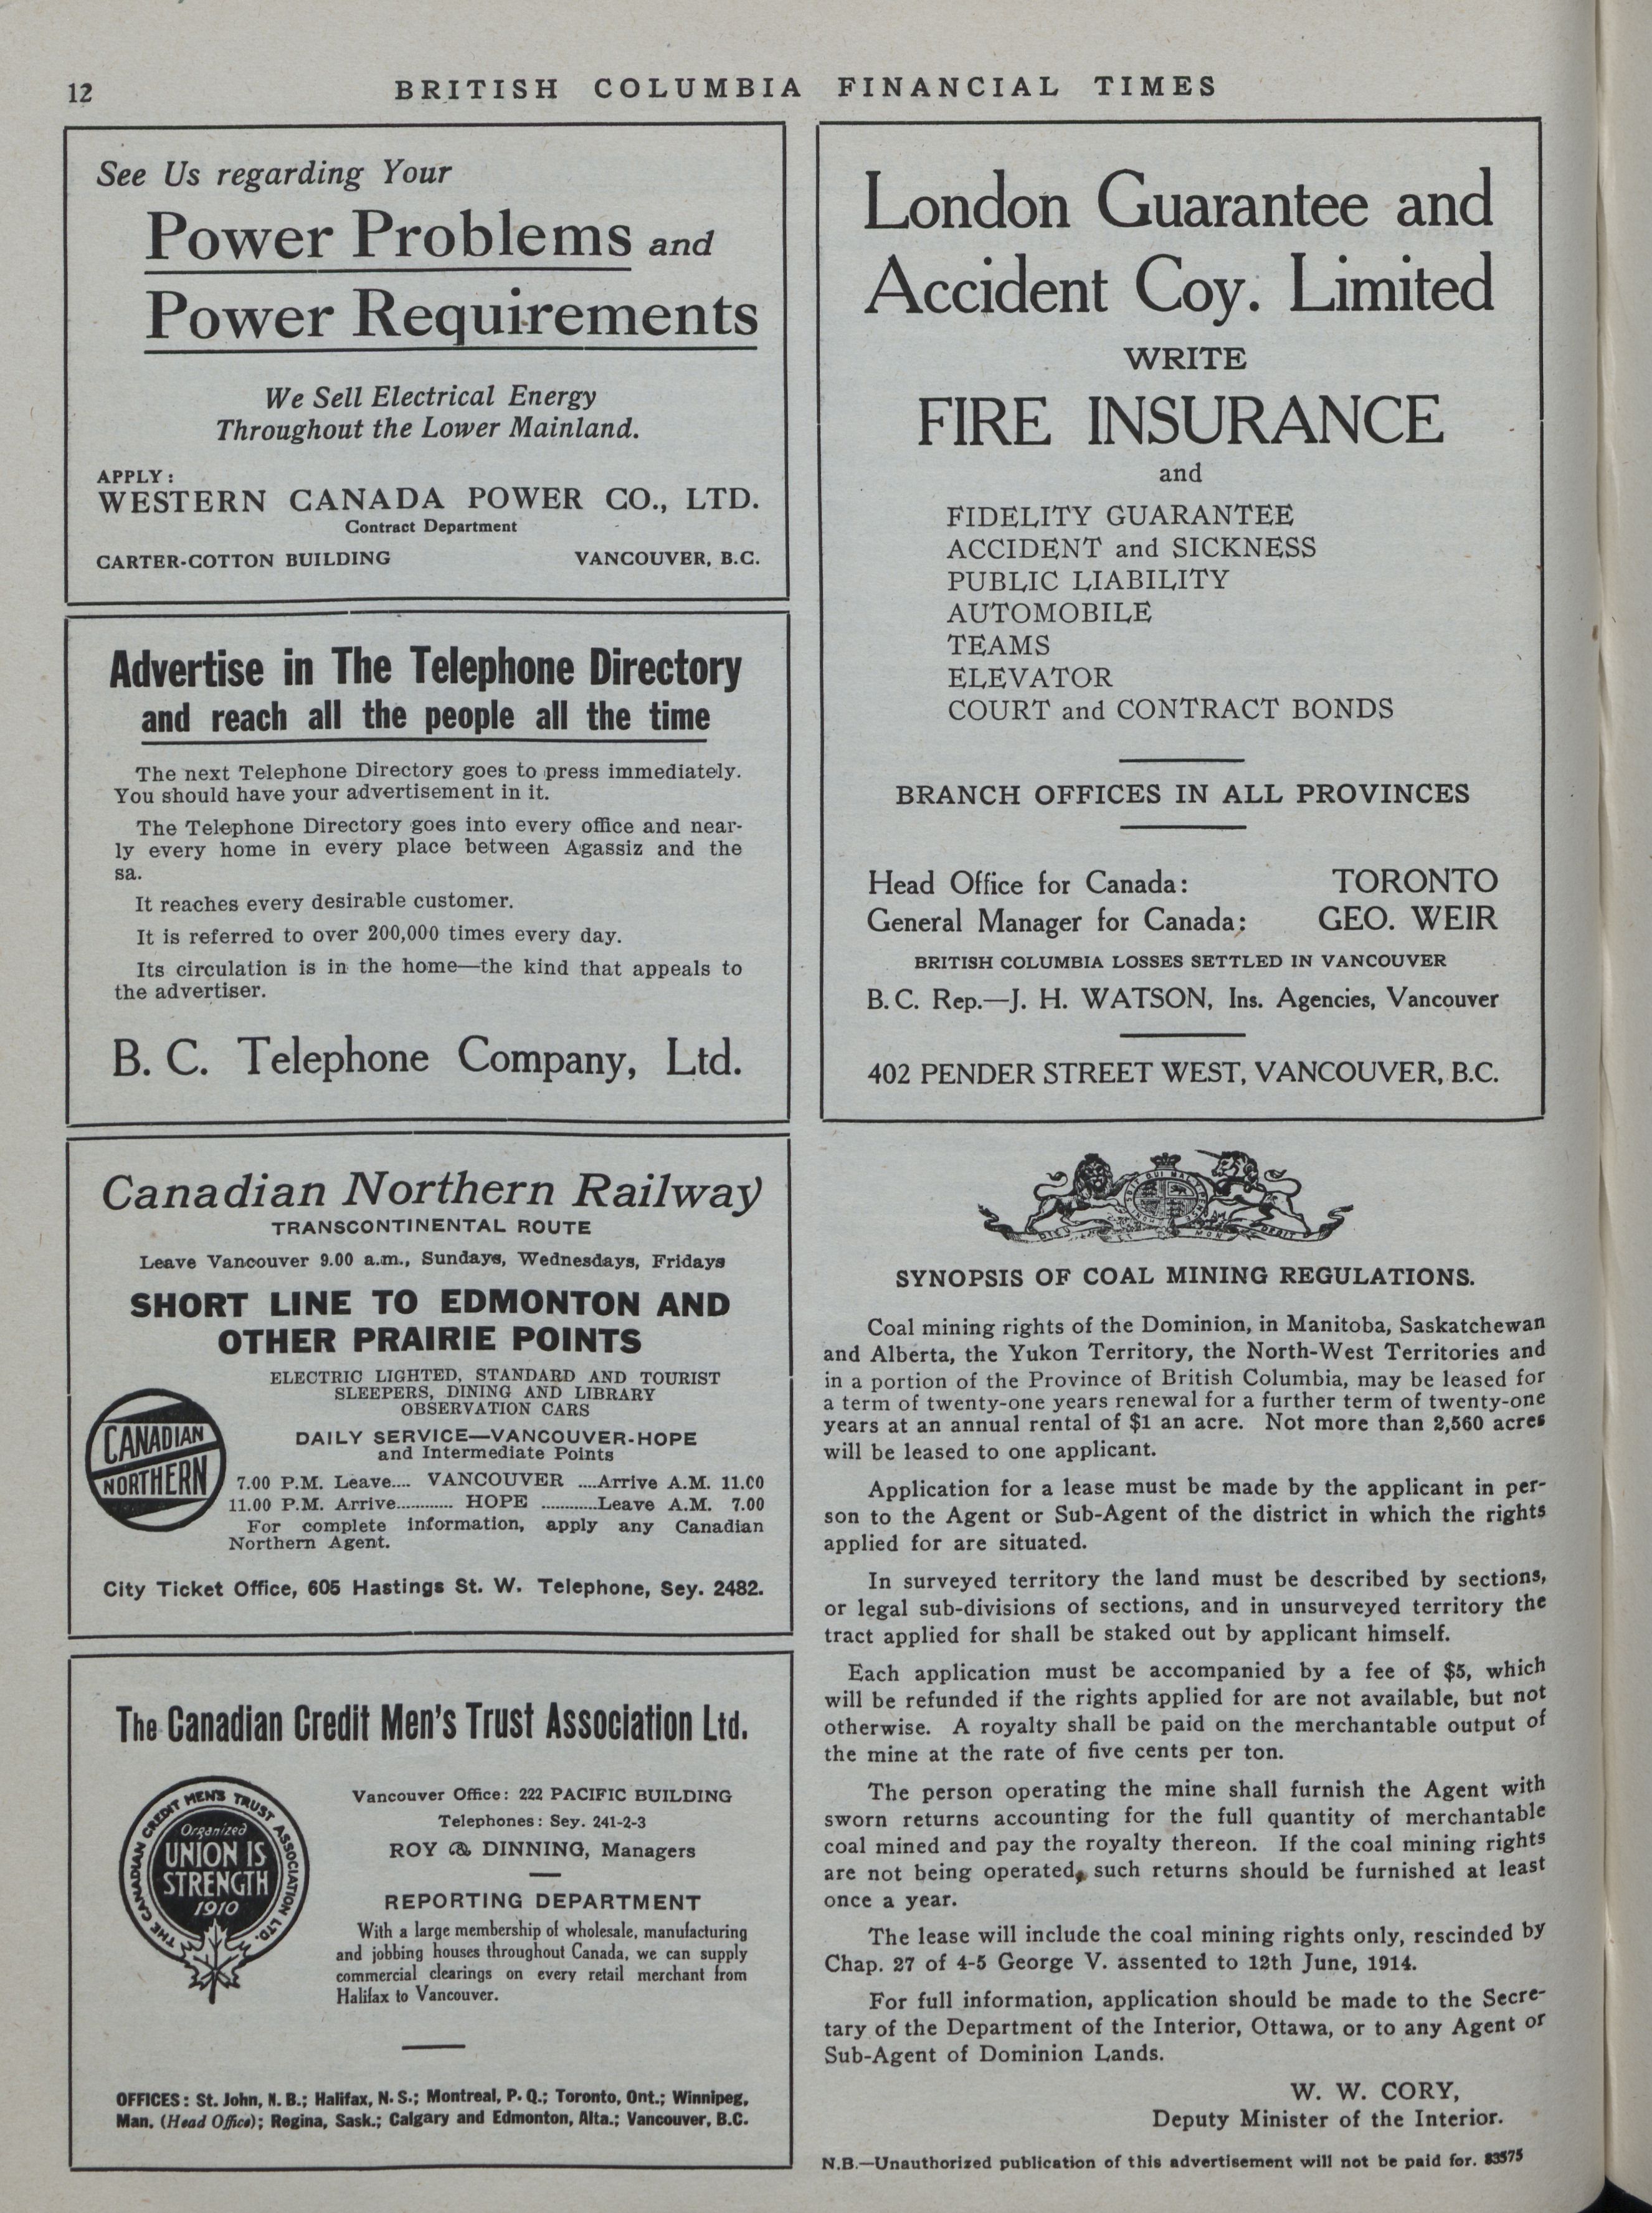 12
BRITISH COLUMBIA FINANCIAL TIMES
See Us regarding Your
Power Problems and
Power Requirements
We Sell Electrical Energy
Throughout the Lower Mainland.
APPLY:
WESTERN CANADA POWER CO., LTD.
Contract Department
CARTER-COTTON BUILDING VANCOUVER, B.C.
Advertise in The Telephone Directory
and reach all the people all the time
The next Telephone Directory goes to press immediately.
You should have your advertisement in it.
The Telephone Directory goes into every office and near-
ly every home in every place between Agassiz and the
sa.
It reaches every desirable customer.
It is referred to over 200,000 times every day.
Its circulation is in the home—the kind that appeals to
the advertiser.
B. C. Telephone Company, Ltd.
Canadian Northern Railway
TRANSCONTINENTAL ROUTE
Leave Vancouver 9.00 a.m., Sundays, Wednesdays, Fridays
SHORT LINE TO EDMONTON AND
OTHER PRAIRIE POINTS
ELECTRIC LIGHTED, STANDARD AND TOURIST
SLEEPERS, DINING AND LIBRARY
OBSERVATION CARS
CANADIAN
NORTHERN
DAILY SERVICE—VANCOUVER-HOPE
and Intermediate Points
7.00 P.M. Leave.... VANCOUVER ....Arrive A.M. 11.00
11.00 P.M. Arrive............ HOPE ............Leave A.M. 7.00
For complete information, apply any Canadian
Northern Agent.
City Ticket Office, 605 Hastings St. W. Telephone, Sey. 2482.
The Canadian Credit Men's Trust Association Ltd.
THE CANADIAN CREDIT MEN'S TRUST ASSOCIATION LTD.
Organized
UNION IS
STRENGTH
1910
Vancouver Office: 222 PACIFIC BUILDING
Telephones: Sey. 241-2-3
ROY & DINNING, Managers
REPORTING DEPARTMENT
With a large membership of wholesale, manufacturing
and jobbing houses throughout Canada, we can supply
commercial clearings on every retail merchant from
Halifax to Vancouver.
OFFICES: St. John, N. B.; Halifax, N. S.; Montreal, P. Q.; Toronto, Ont.; Winnipeg,
Man. (Head Office); Regina, Sask.; Calgary and Edmonton, Alta.; Vancouver, B.C.
London Guarantee and
Accident Coy. Limited
WRITE
FIRE INSURANCE
and
FIDELITY GUARANTEE
ACCIDENT and SICKNESS
PUBLIC LIABILITY
AUTOMOBILE
TEAMS
ELEVATOR
COURT and CONTRACT BONDS
BRANCH OFFICES IN ALL PROVINCES
Head Office for Canada: TORONTO
General Manager for Canada: GEO. WEIR
BRITISH COLUMBIA LOSSES SETTLED IN VANCOUVER
B. C. Rep.—J. H. WATSON, Ins. Agencies, Vancouver
402 PENDER STREET WEST, VANCOUVER, B.C.
SYNOPSIS OF COAL MINING REGULATIONS.
Coal mining rights of the Dominion, in Manitoba, Saskatchewan
and Alberta, the Yukon Territory, the North-West Territories and
in a portion of the Province of British Columbia, may be leased for
a term of twenty-one years renewal for a further term of twenty-one
years at an annual rental of $1 an acre. Not more than 2,560 acres
will be leased to one applicant.
Application for a lease must be made by the applicant in per-
son to the Agent or Sub-Agent of the district in which the rights
applied for are situated.
In surveyed territory the land must be described by sections,
or legal sub-divisions of sections, and in unsurveyed territory the
tract applied for shall be staked out by applicant himself.
Each application must be accompanied by a fee of $5, which
will be refunded if the rights applied for are not available, but not
otherwise. A royalty shall be paid on the merchantable output of
the mine at the rate of five cents per ton.
The person operating the mine shall furnish the Agent with
sworn returns accounting for the full quantity of merchantable
coal mined and pay the royalty thereon. If the coal mining rights
are not being operated, such returns should be furnished at least
once a year.
The lease will include the coal mining rights only, rescinded by
Chap. 27 of 4-5 George V. assented to 12th June, 1914.
For full information, application should be made to the Secre-
tary of the Department of the Interior, Ottawa, or to any Agent or
Sub-Agent of Dominion Lands.
W. W. CORY,
Deputy Minister of the Interior.
N.B.—Unauthorized publication of this advertisement will not be paid for. 83575